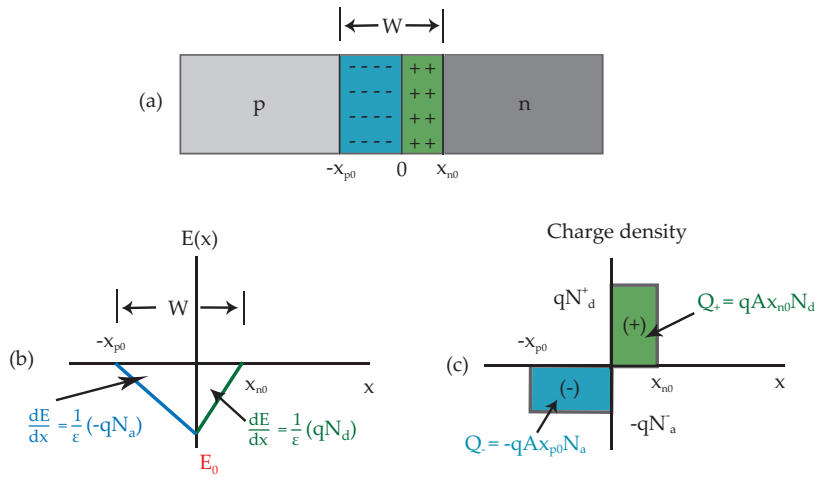 W
(a)
p
- - - -
- - - -
- - - -
- - - -
+ +
+ +
+ +
+ +
n
-xp0
0
xn0
E(x)
W
-xp0
(b)
xn0
x
dE/dx = 1/ε (-qNa)
dE/dx = 1/ε (qNd)
E0
Charge density
qN+d
(+)
Q+ = qAxn0Nd
-xp0
(c)
(-)
xn0
x
-qN-a
Q- = -qAxp0Na